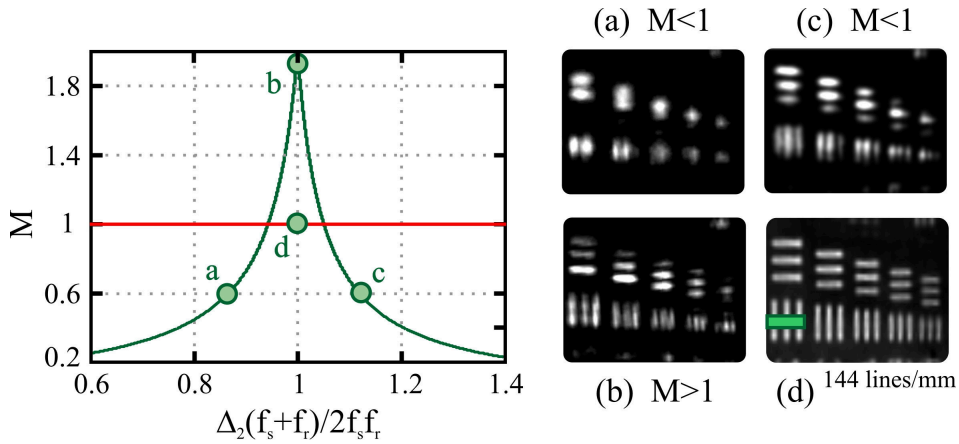 (a) M<1
(c) M<1
1.8
1.4
1
0.6
0.2
M
b
d
a
c
0.6
0.8
1
1.2
1.4
Δ₂(fₛ+fᵣ)/2fₛfᵣ
(b) M>1
(d) 144 lines/mm